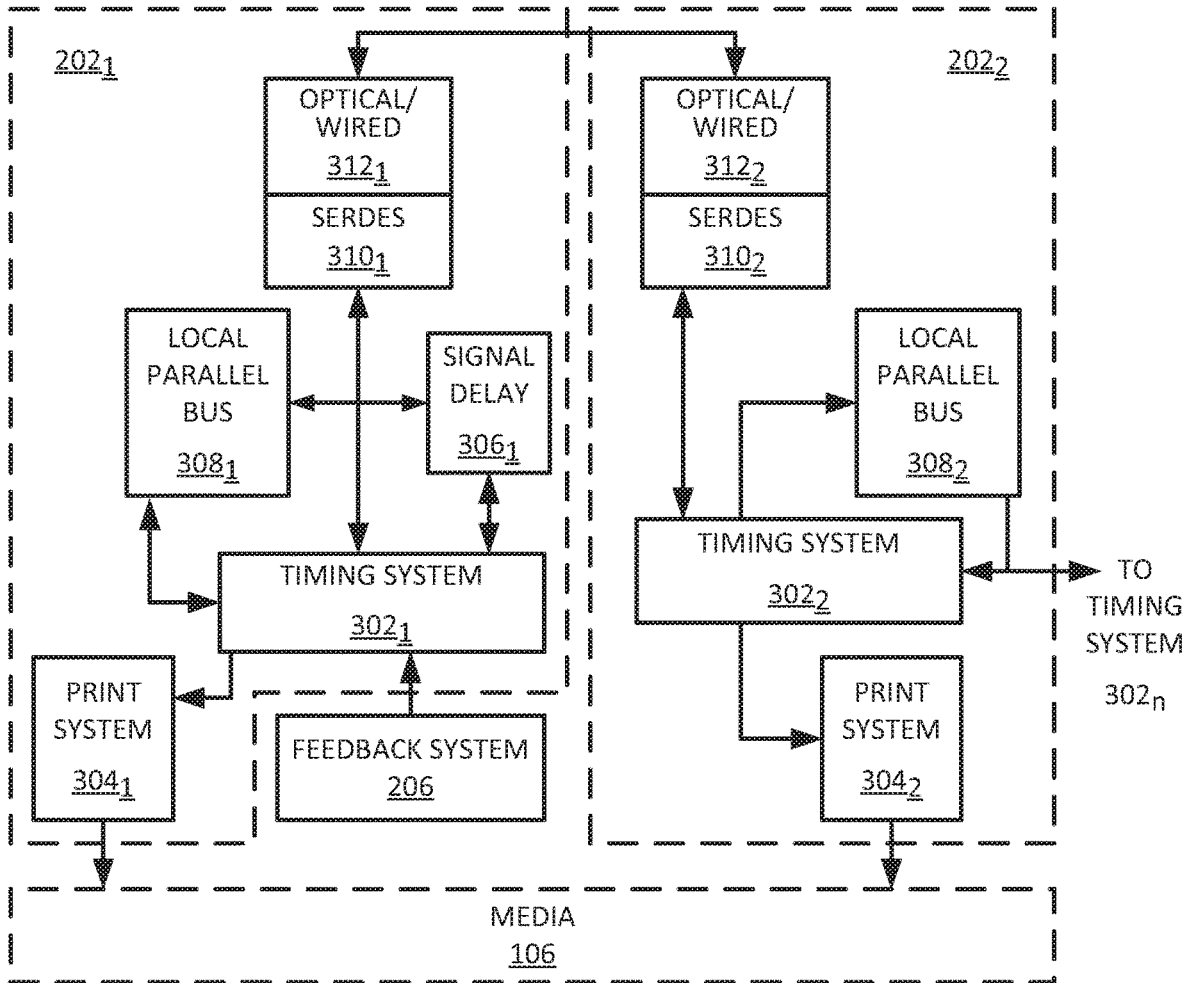 202₁
OPTICAL/
WIRED
312₁
SERDES
310₁
LOCAL
PARALLEL
BUS
308₁
SIGNAL
DELAY
306₁
TIMING SYSTEM
302₁
PRINT
SYSTEM
304₁
FEEDBACK SYSTEM
206
202₂
OPTICAL/
WIRED
312₂
SERDES
310₂
LOCAL
PARALLEL
BUS
308₂
TIMING SYSTEM
302₂
PRINT
SYSTEM
304₂
TO
TIMING
SYSTEM
302ₙ
MEDIA
106